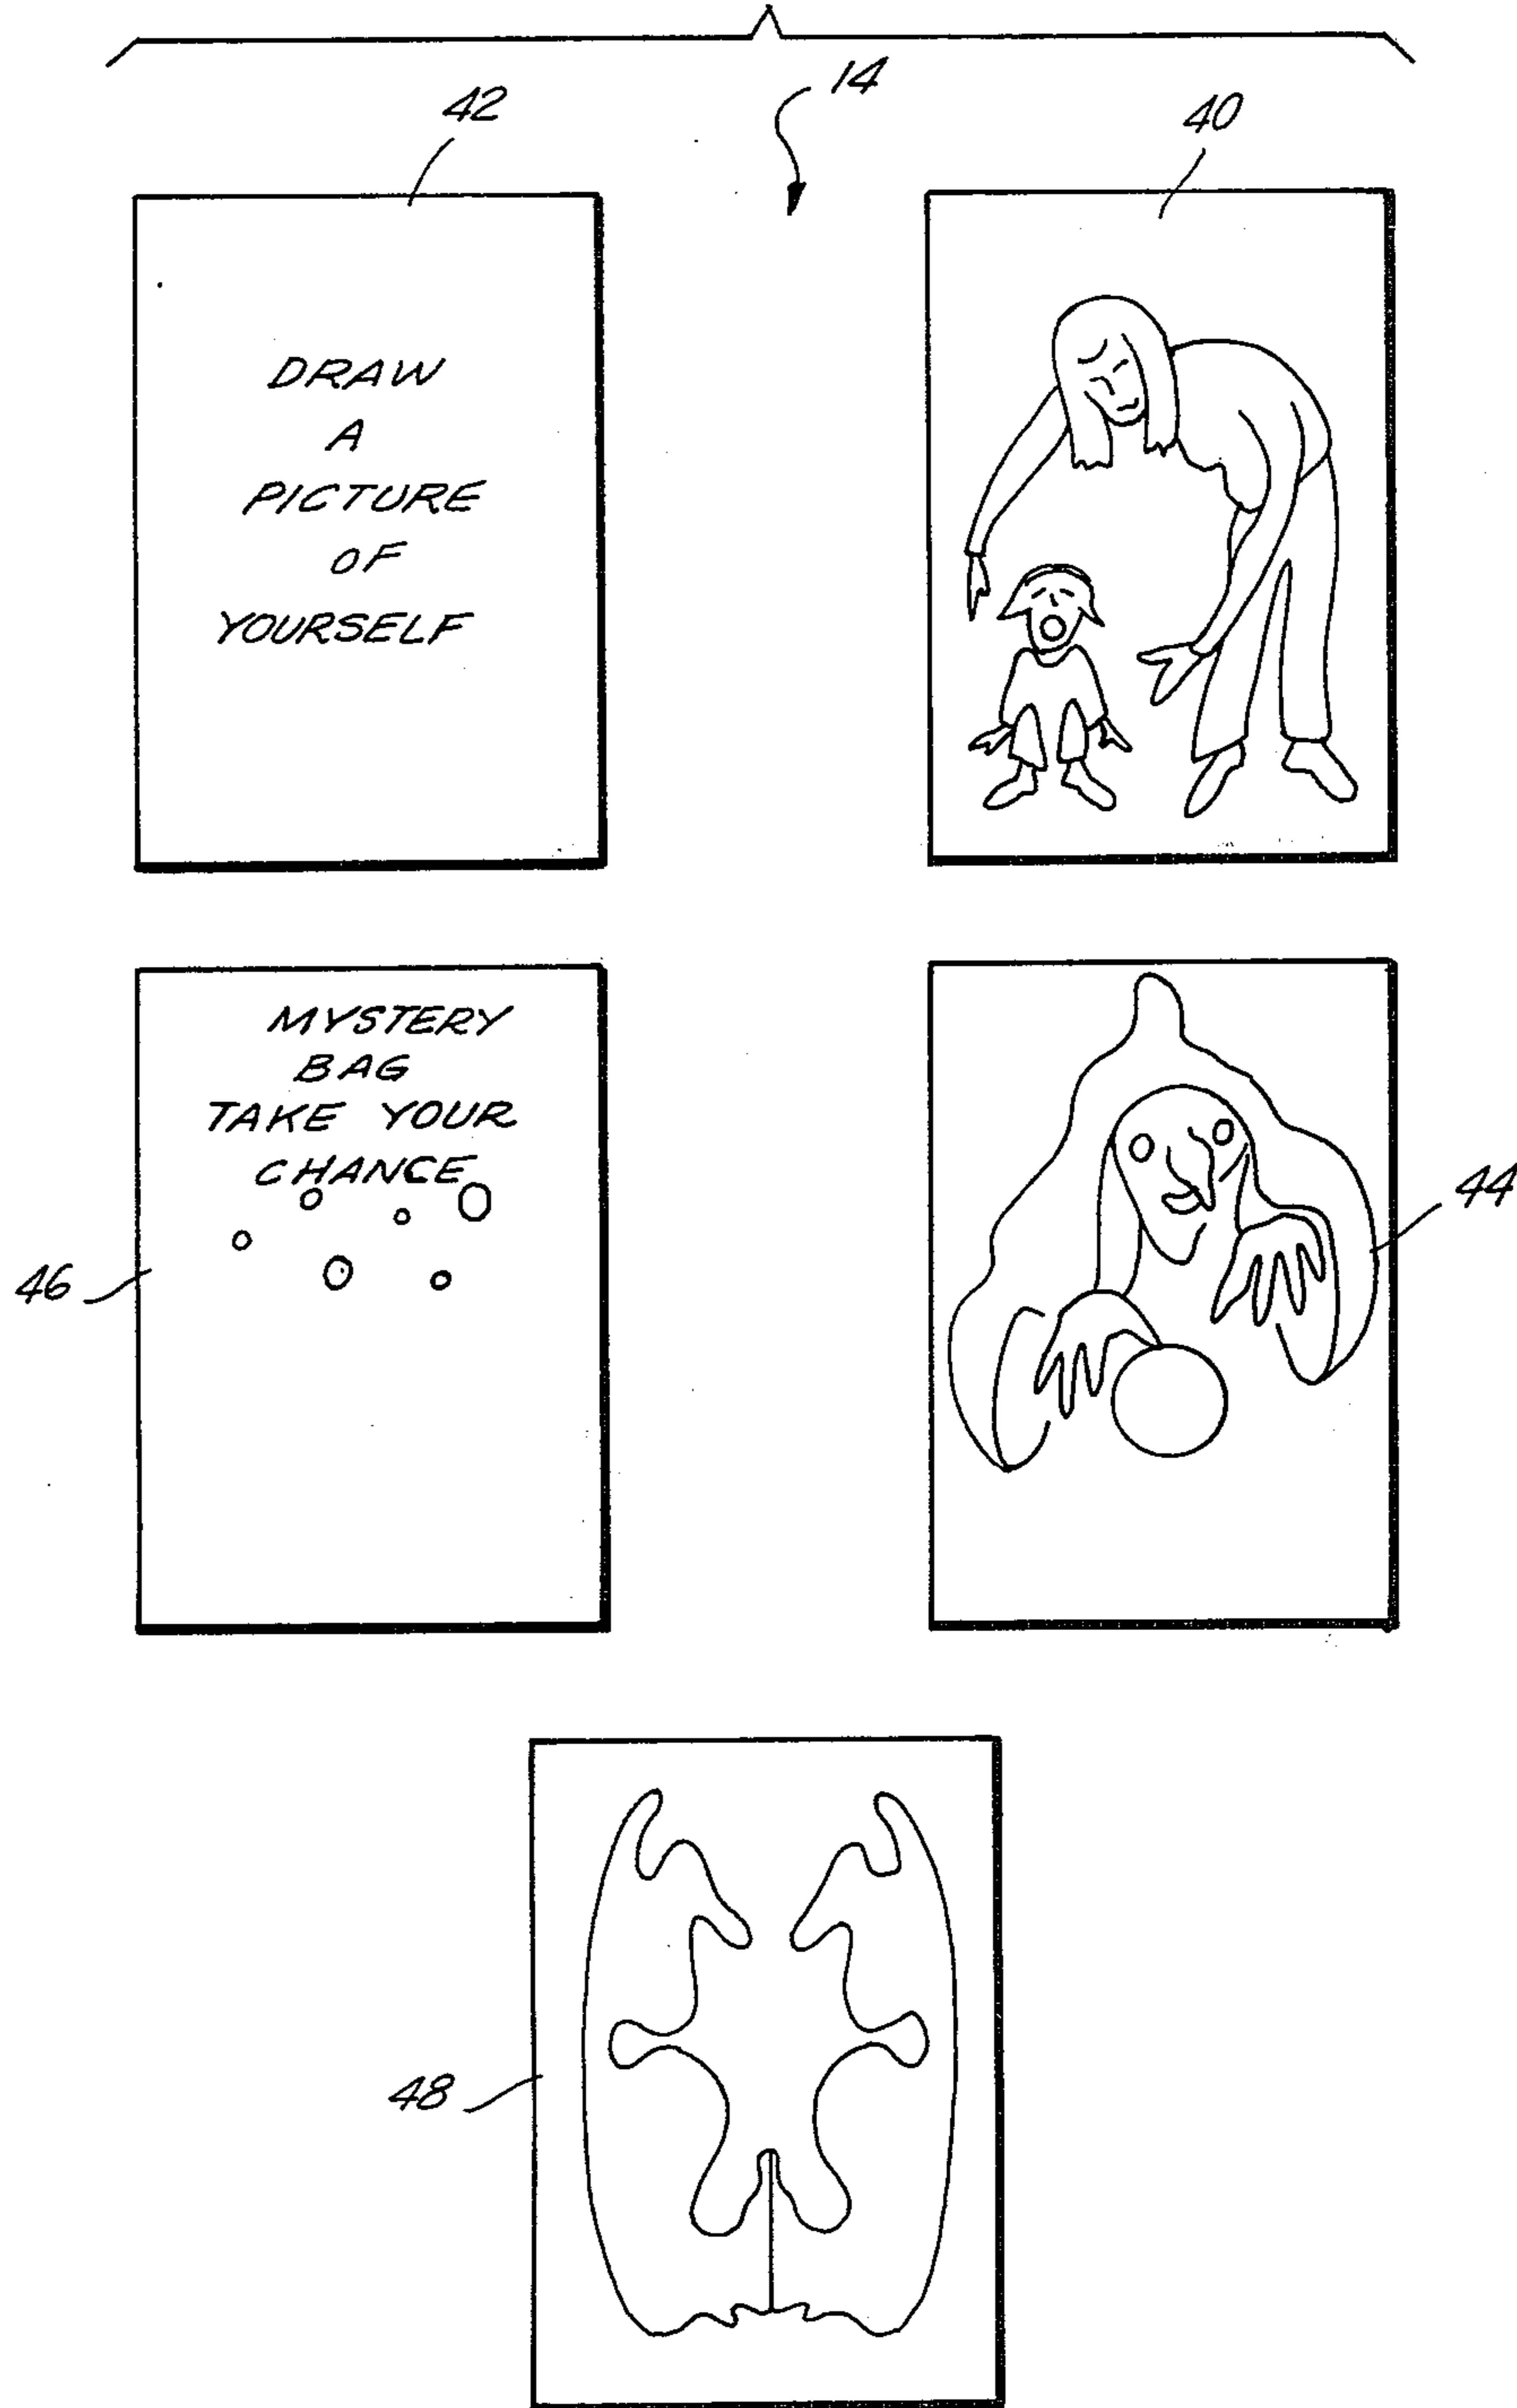 14
42
40
DRAW
A
PICTURE
OF
YOURSELF
MYSTERY
BAG
TAKE YOUR
CHANCE
46
44
48